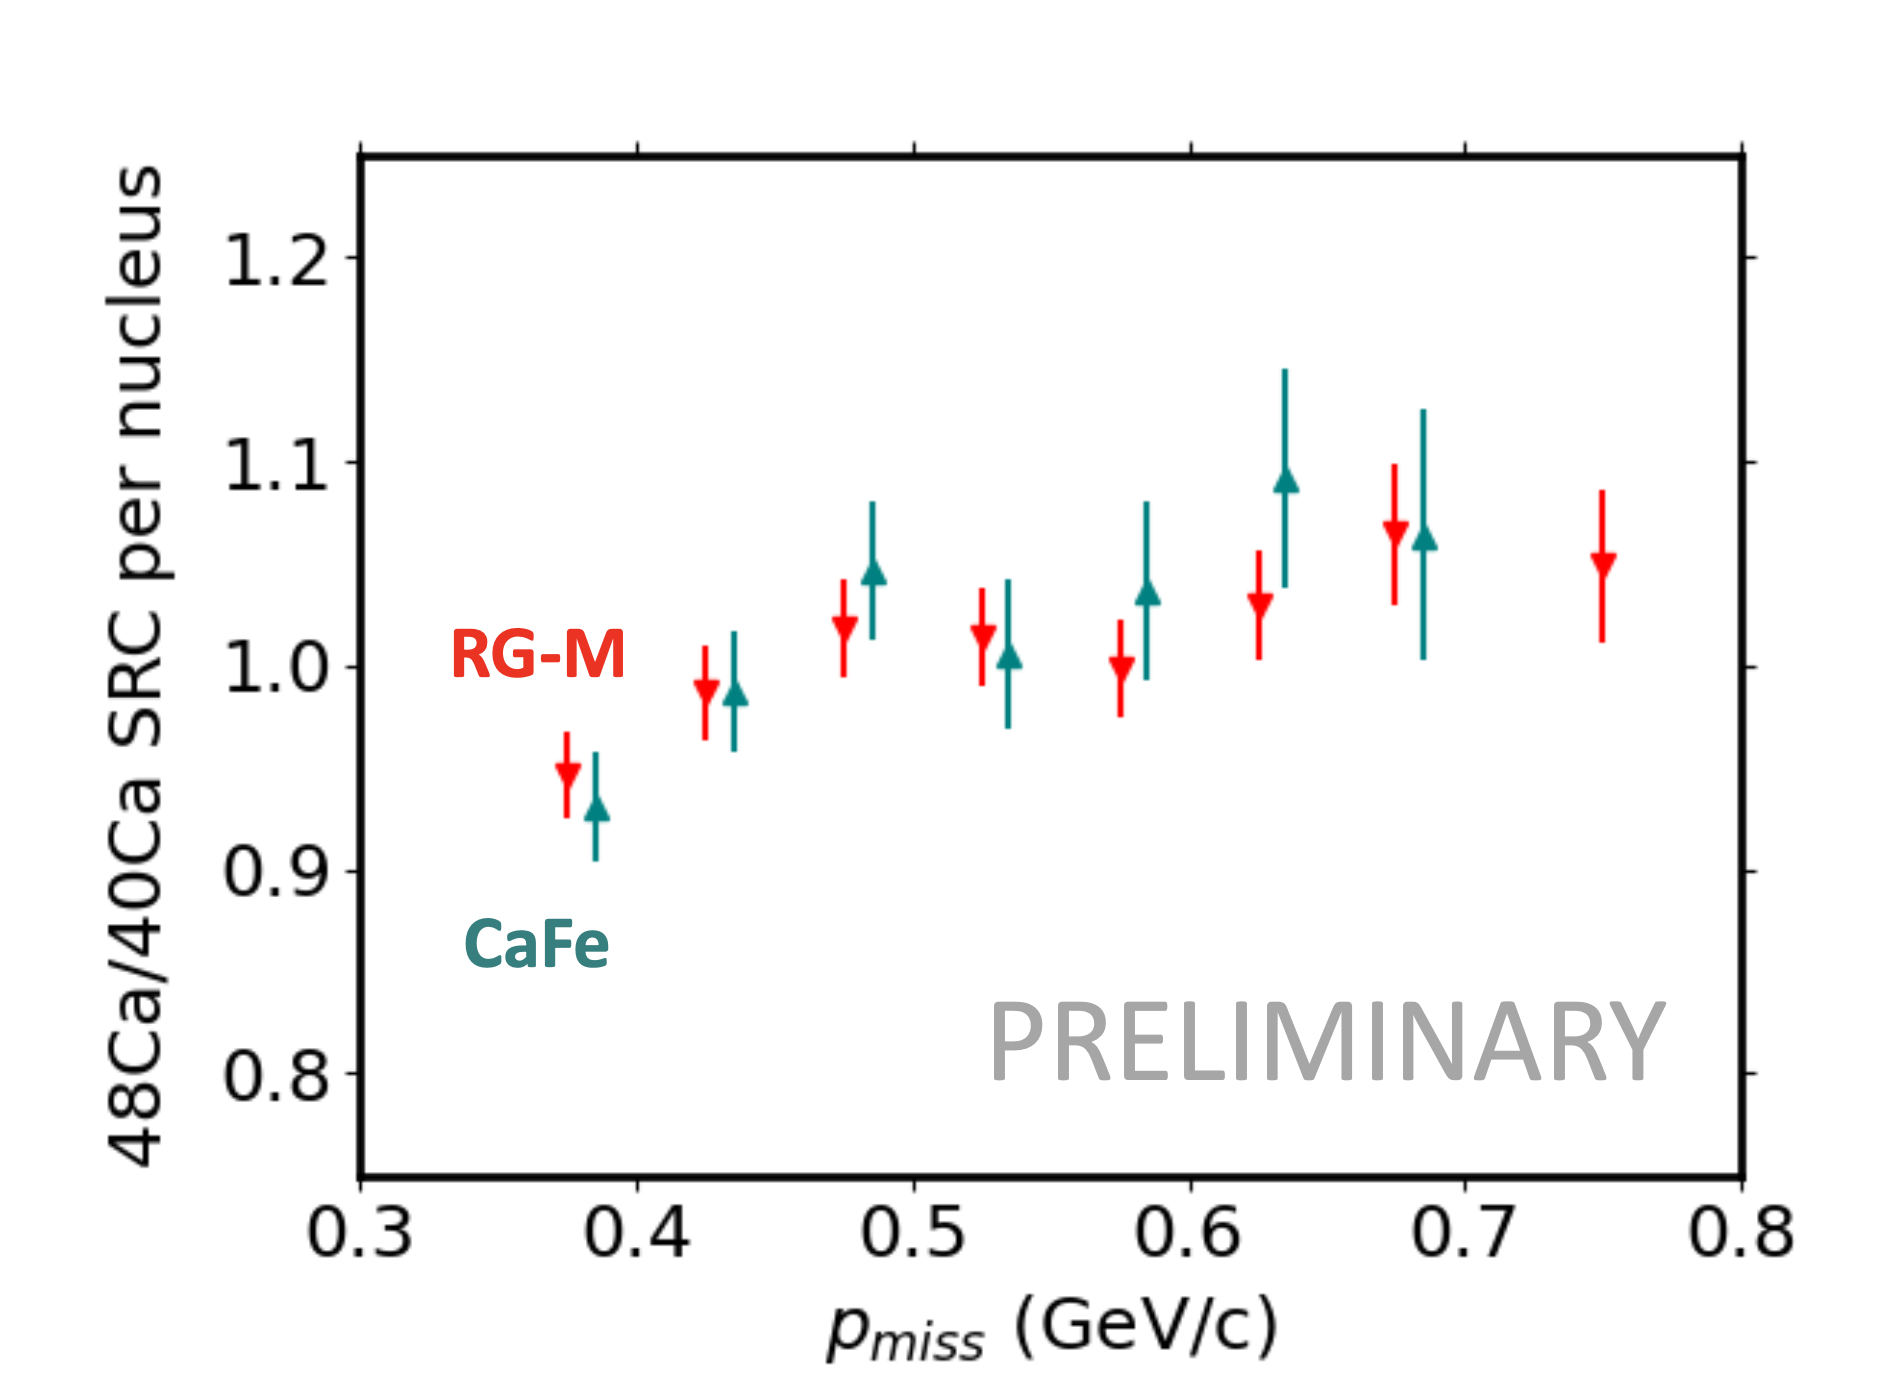 48Ca/40Ca SRC per nucleus
1.2
1.1
1.0
0.9
0.8
RG-M
CaFe
PRELIMINARY
0.3 0.4 0.5 0.6 0.7 0.8
pmiss (GeV/c)